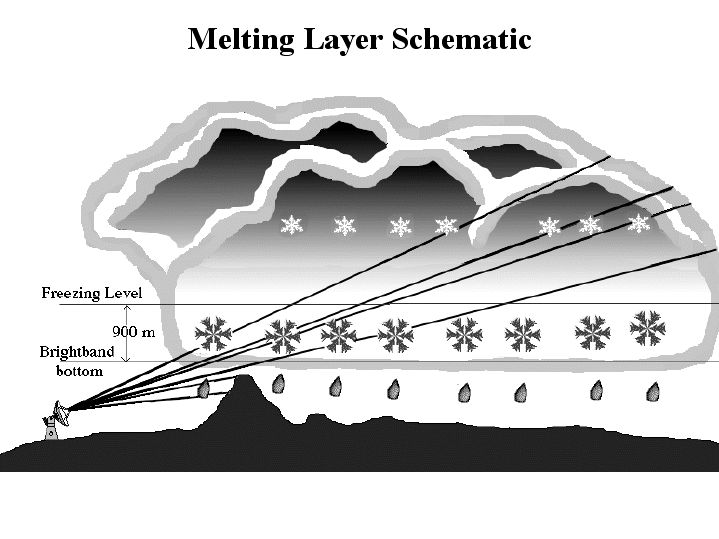 Melting Layer Schematic
Freezing Level
900 m
Brightband
bottom